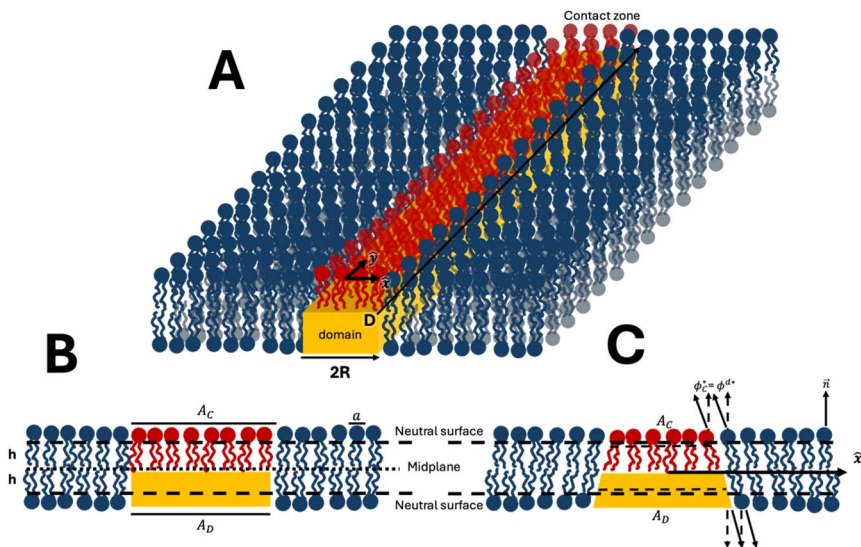 Contact zone
A
ŷ
x̂
D
domain
2R
B
C
A_C
a
Neutral surface
h
Midplane
h
A_D
Neutral surface
ϕ_C^*= ϕ^{d*}
n⃗
A_C
x̂
A_D